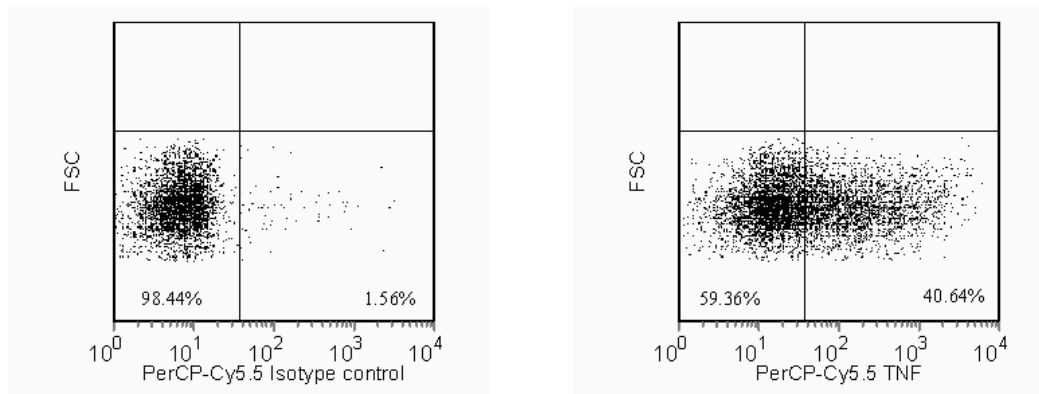 FSC
98.44%
1.56%
10^0 10^1 10^2 10^3 10^4
PerCP-Cy5.5 Isotype control
FSC
59.36%
40.64%
10^0 10^1 10^2 10^3 10^4
PerCP-Cy5.5 TNF